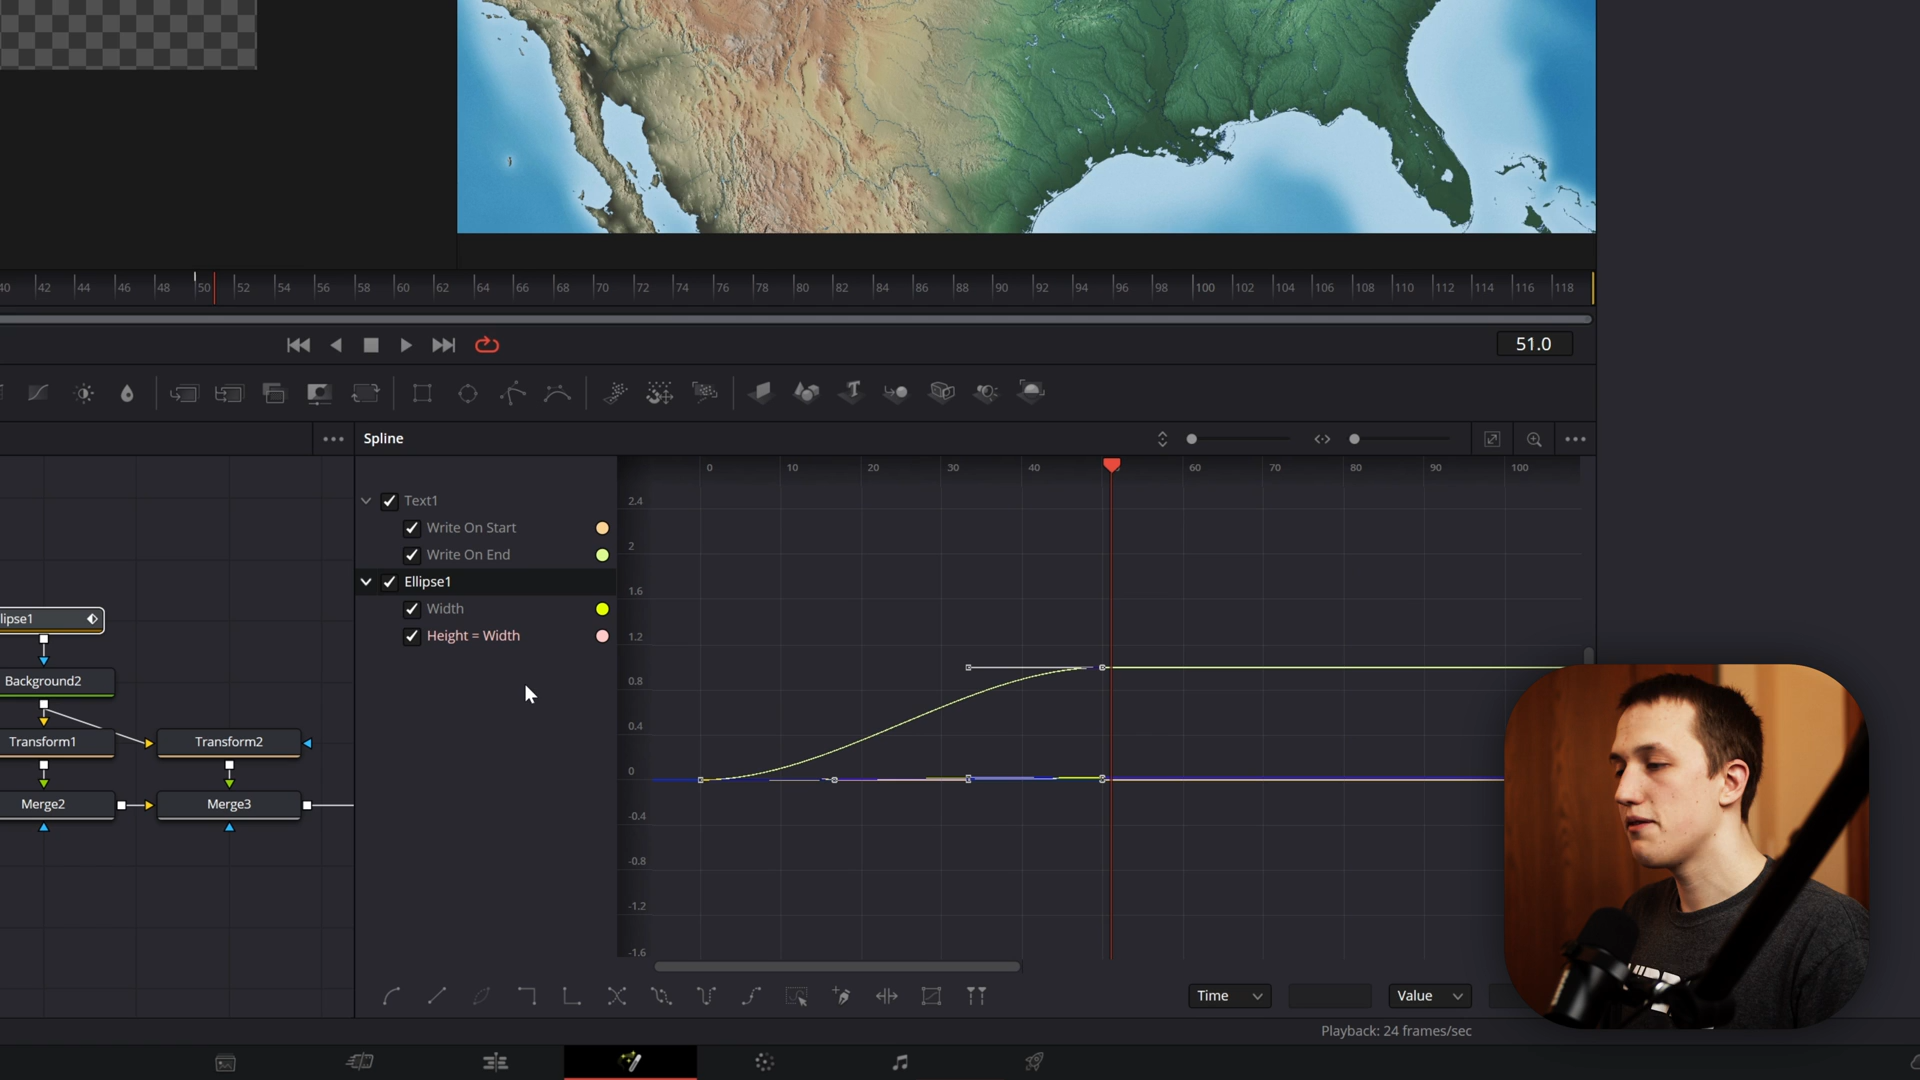 40 42 44 46 48 50 52 54 56 58 60 62 64 66 68 70 72 74 76 78 80 82 84 86 88 90 92 94 96 98 100 102 104 106 108 110 112 114 116 118
51.0
Spline
0 10 20 30 40 60 70 80 90 100
Text1
Write On Start
Write On End
Ellipse1
Width
Height = Width
2.4
2
1.6
1.2
0.8
0.4
0
-0.4
-0.8
-1.2
-1.6
lipse1
Background2
Transform1 Transform2
Merge2 Merge3
Time Value
Playback: 24 frames/sec